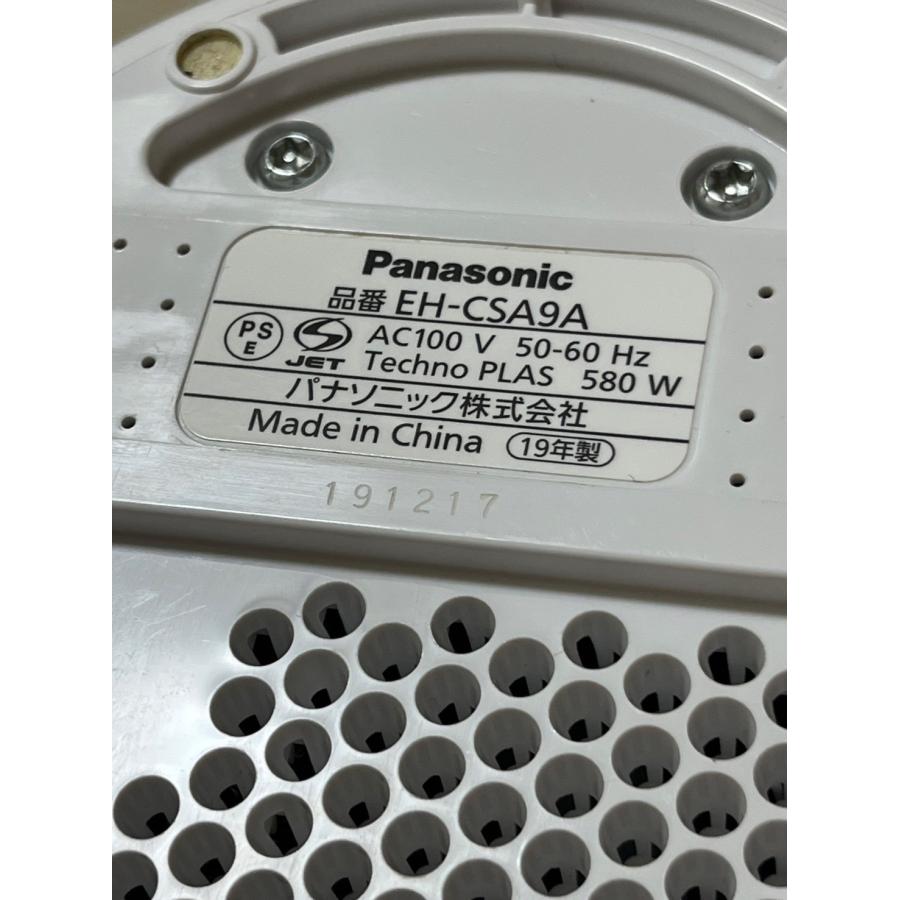 Panasonic
品番 EH-CSA9A
PS E JET AC100 V 50-60 Hz
Techno PLAS 580 W
パナソニック株式会社
Made in China 19年製
191217